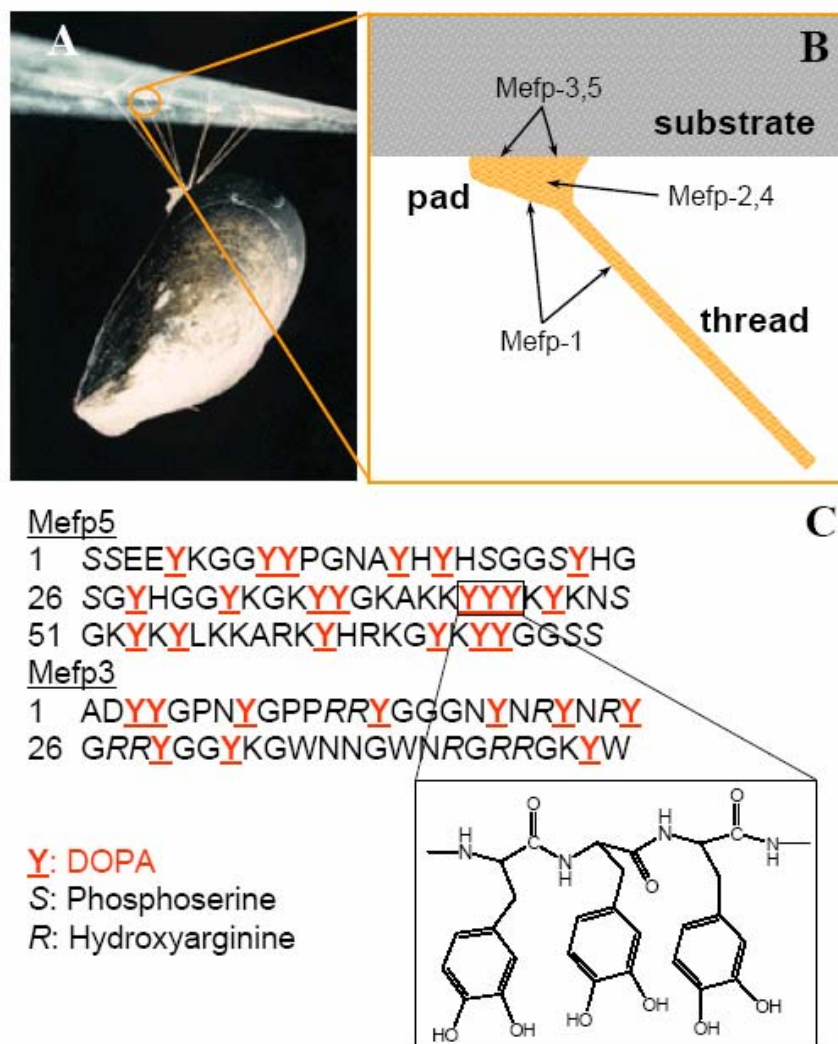 A
B
Mefp-3,5
substrate
pad
Mefp-2,4
Mefp-1
thread
C
Mefp5
1 SSEEYKGGYYPGNAYHYHSGGSYHG
26 SGYHGGYKGKYYGKAKKYYYKYKNS
51 GKYKYLKKARKYHRKGYKYYGGSS
Mefp3
1 ADYYGPNYGPPRRYGGGNYNRYNRY
26 GRRYGGYKGWNNGWNRGRRGKYW
Y: DOPA
S: Phosphoserine
R: Hydroxyarginine
O O
H H
N C N C N
N H
H O
HO OH HO OH HO OH